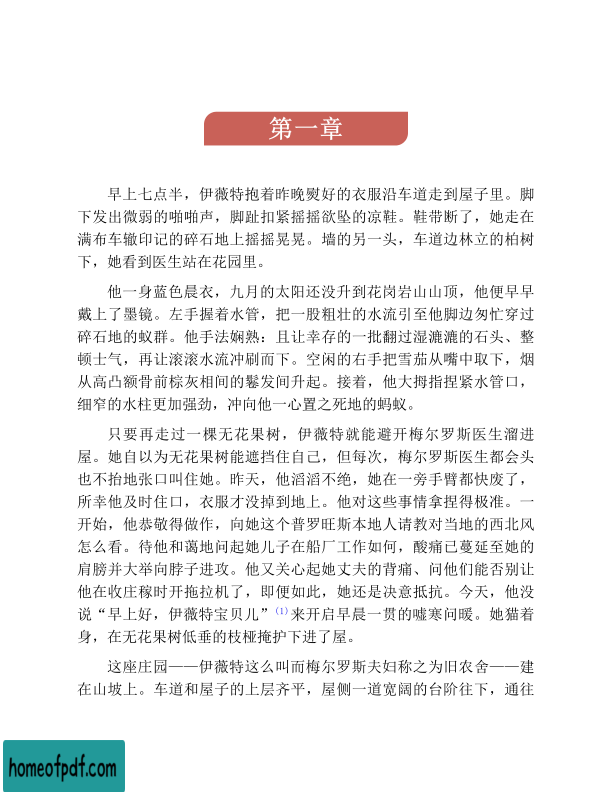 第一章
早上七点半，伊薇特抱着昨晚熨好的衣服沿车道走到屋子里。脚
下发出微弱的啪啪声，脚趾扣紧摇摇欲坠的凉鞋。鞋带断了，她走在
满布车辙印记的碎石地上摇摇晃晃。墙的另一头，车道边林立的柏树
下，她看到医生站在花园里。
他一身蓝色晨衣，九月的太阳还没升到花岗岩山山顶，他便早早
戴上了墨镜。左手握着水管，把一股粗壮的水流引至他脚边匆忙穿过
碎石地的蚁群。他手法娴熟：且让幸存的一批翻过湿漉漉的石头、整
顿士气，再让滚滚水流冲刷而下。空闲的右手把雪茄从嘴中取下，烟
从高凸额骨前棕灰相间的鬈发间升起。接着，他大拇指捏紧水管口，
细窄的水柱更加强劲，冲向他一心置之死地的蚂蚁。
只要再走过一棵无花果树，伊薇特就能避开梅尔罗斯医生溜进
屋。她自以为无花果树能遮挡住自己，但每次，梅尔罗斯医生都会头
也不抬地张口叫住她。昨天，他滔滔不绝，她在一旁手臂都快废了，
所幸他及时住口，衣服才没掉到地上。他对这些事情拿捏得极准。一
开始，他恭敬得做作，向她这个普罗旺斯本地人请教对当地的西北风
怎么看。待他和蔼地问起她儿子在船厂工作如何，酸痛已蔓延至她的
肩膀并大举向脖子进攻。他又关心起她丈夫的背痛、问他们能否别让
他在收庄稼时开拖拉机了，即便如此，她还是决意抵抗。今天，他没
说“早上好，伊薇特宝贝儿”(1)来开启早晨一贯的嘘寒问暖。她猫着
身，在无花果树低垂的枝桠掩护下进了屋。
这座庄园——伊薇特这么叫而梅尔罗斯夫妇称之为旧农舍——建
在山坡上。车道和屋子的上层齐平，屋侧一道宽阔的台阶往下，通往
homeofpdf.com